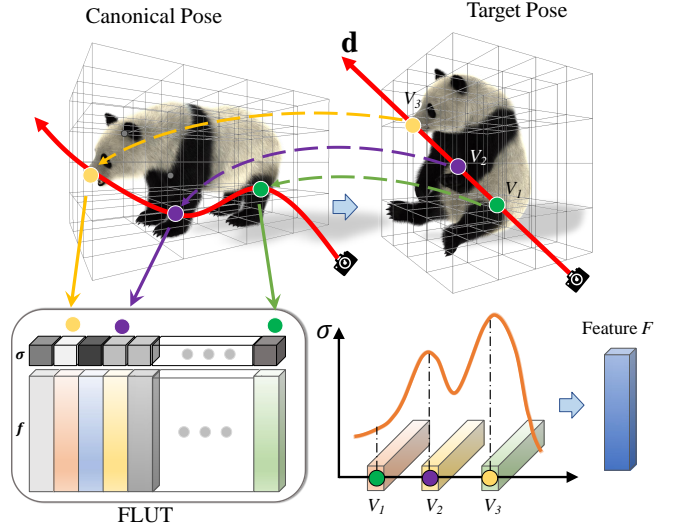 Canonical Pose
Target Pose
d
V3
V2
V1
σ
f
FLUT
σ
Feature F
V1
V2
V3